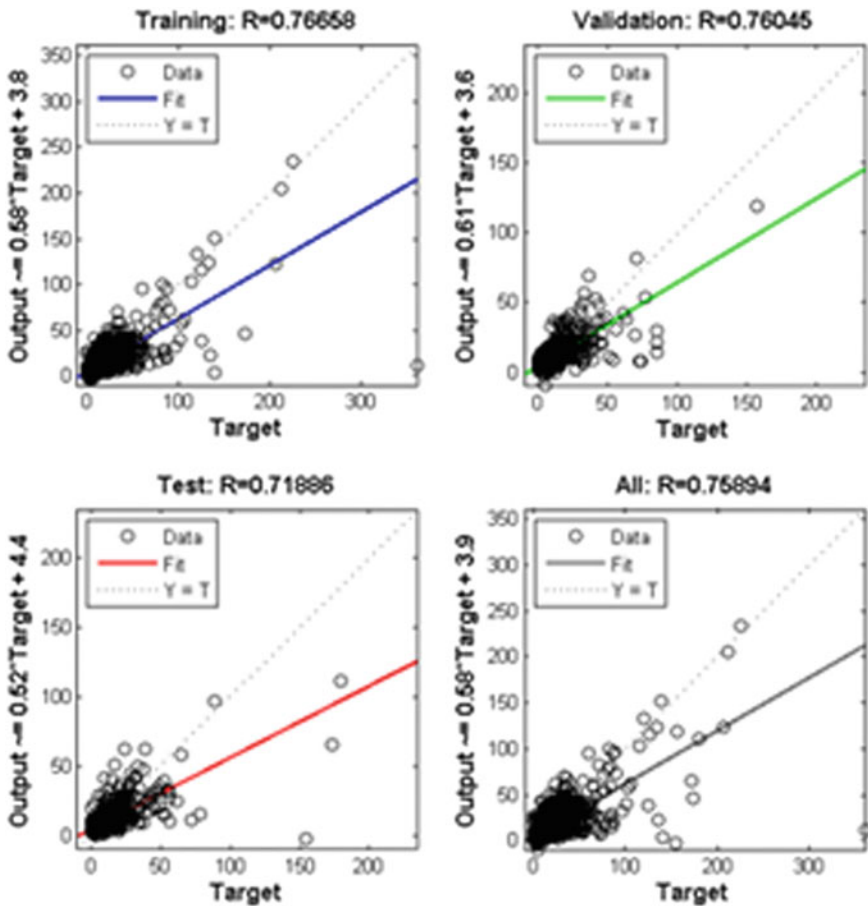 Training: R=0.76658
Output ~= 0.58*Target + 3.8
350
300
250
200
150
100
50
0
Data
Fit
Y = T
0
100
200
300
Target
Validation: R=0.76045
Output ~= 0.61*Target + 3.6
200
150
100
50
0
Data
Fit
Y = T
0
50
100
150
200
Target
Test: R=0.71886
Output ~= 0.52*Target + 4.4
200
150
100
50
0
Data
Fit
Y = T
0
50
100
150
200
Target
All: R=0.75894
Output ~= 0.58*Target + 3.9
350
300
250
200
150
100
50
0
Data
Fit
Y = T
0
100
200
300
Target